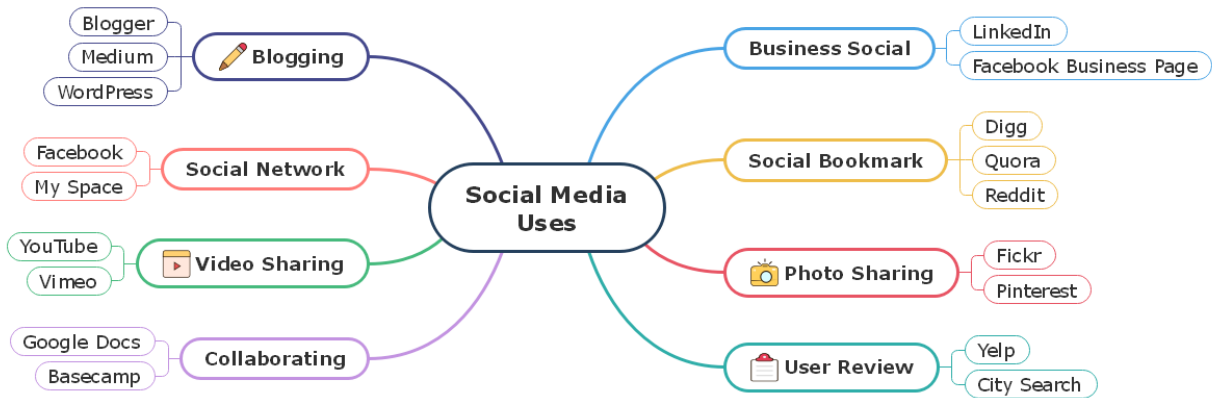 Social Media
Uses
Blogging
Blogger
Medium
WordPress
Social Network
Facebook
My Space
Video Sharing
YouTube
Vimeo
Collaborating
Google Docs
Basecamp
Business Social
LinkedIn
Facebook Business Page
Social Bookmark
Digg
Quora
Reddit
Photo Sharing
Fickr
Pinterest
User Review
Yelp
City Search